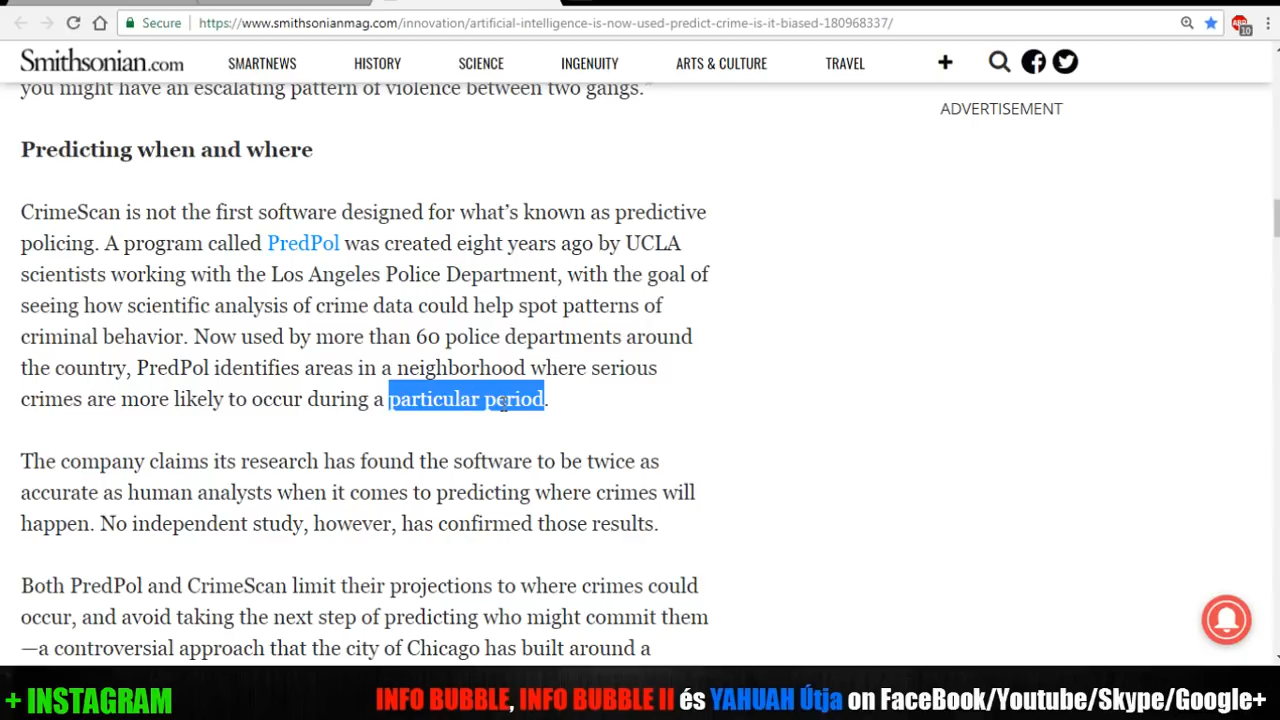 Secure https://www.smithsonianmag.com/innovation/artificial-intelligence-is-now-used-predict-crime-is-it-biased-180968337/
10
Smithsonian.com SMARTNEWS HISTORY SCIENCE INGENUITY ARTS & CULTURE TRAVEL
you might have an escalating pattern of violence between two gangs.”
ADVERTISEMENT
Predicting when and where
CrimeScan is not the first software designed for what’s known as predictive
policing. A program called PredPol was created eight years ago by UCLA
scientists working with the Los Angeles Police Department, with the goal of
seeing how scientific analysis of crime data could help spot patterns of
criminal behavior. Now used by more than 60 police departments around
the country, PredPol identifies areas in a neighborhood where serious
crimes are more likely to occur during a particular period.
The company claims its research has found the software to be twice as
accurate as human analysts when it comes to predicting where crimes will
happen. No independent study, however, has confirmed those results.
Both PredPol and CrimeScan limit their projections to where crimes could
occur, and avoid taking the next step of predicting who might commit them
—a controversial approach that the city of Chicago has built around a
+ INSTAGRAM INFO BUBBLE, INFO BUBBLE II és YAHUAH Útja on FaceBook/Youtube/Skype/Google+